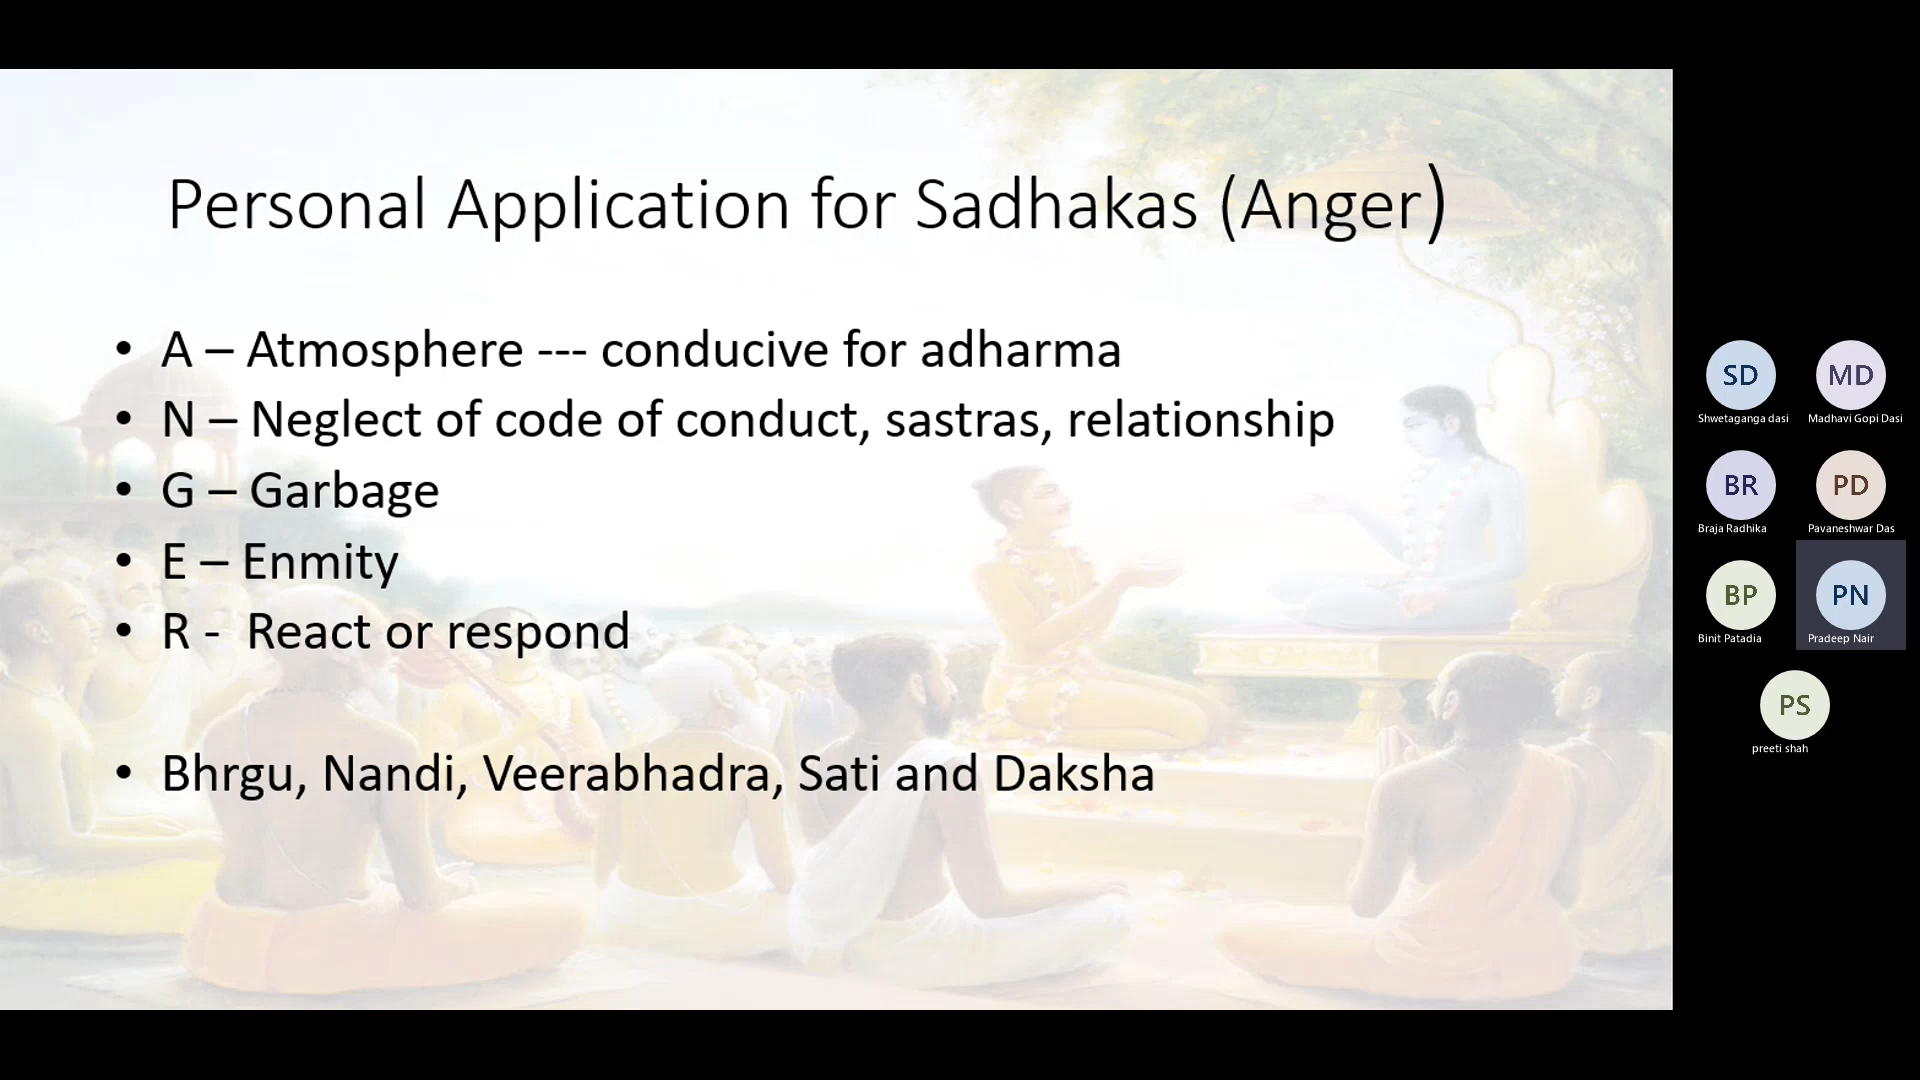 Personal Application for Sadhakas (Anger)
• A – Atmosphere --- conducive for adharma
• N – Neglect of code of conduct, sastras, relationship
• G – Garbage
• E – Enmity
• R -  React or respond
• Bhrgu, Nandi, Veerabhadra, Sati and Daksha
SD MD
Shwetaganga dasi Madhavi Gopi Dasi
BR PD
Braja Radhika Pavaneshwar Das
BP PN
Binit Patadia Pradeep Nair
PS
preeti shah